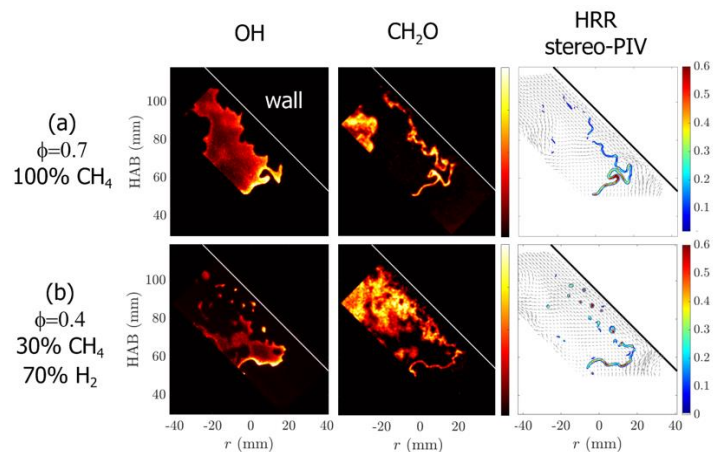 OH
CH₂O
HRR
stereo-PIV
(a)
ϕ=0.7
100% CH₄
HAB (mm)
100
80
60
40
wall
0.6
0.5
0.4
0.3
0.2
0.1
(b)
ϕ=0.4
30% CH₄
70% H₂
HAB (mm)
100
80
60
40
0.6
0.5
0.4
0.3
0.2
0.1
0
-40 -20 0 20 40
-20 0 20 40
-40 -20 0 20 40
r (mm)
r (mm)
r (mm)